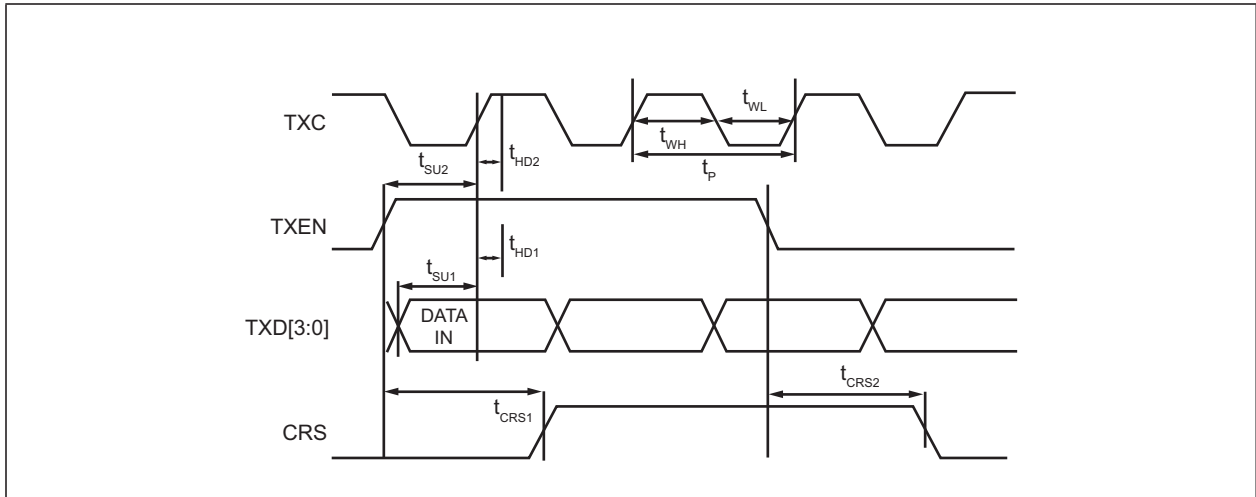 TXC
t_WL
t_WH
t_P
t_SU2
t_HD2
TXEN
t_HD1
t_SU1
TXD[3:0]
DATA
IN
t_CRS2
t_CRS1
CRS